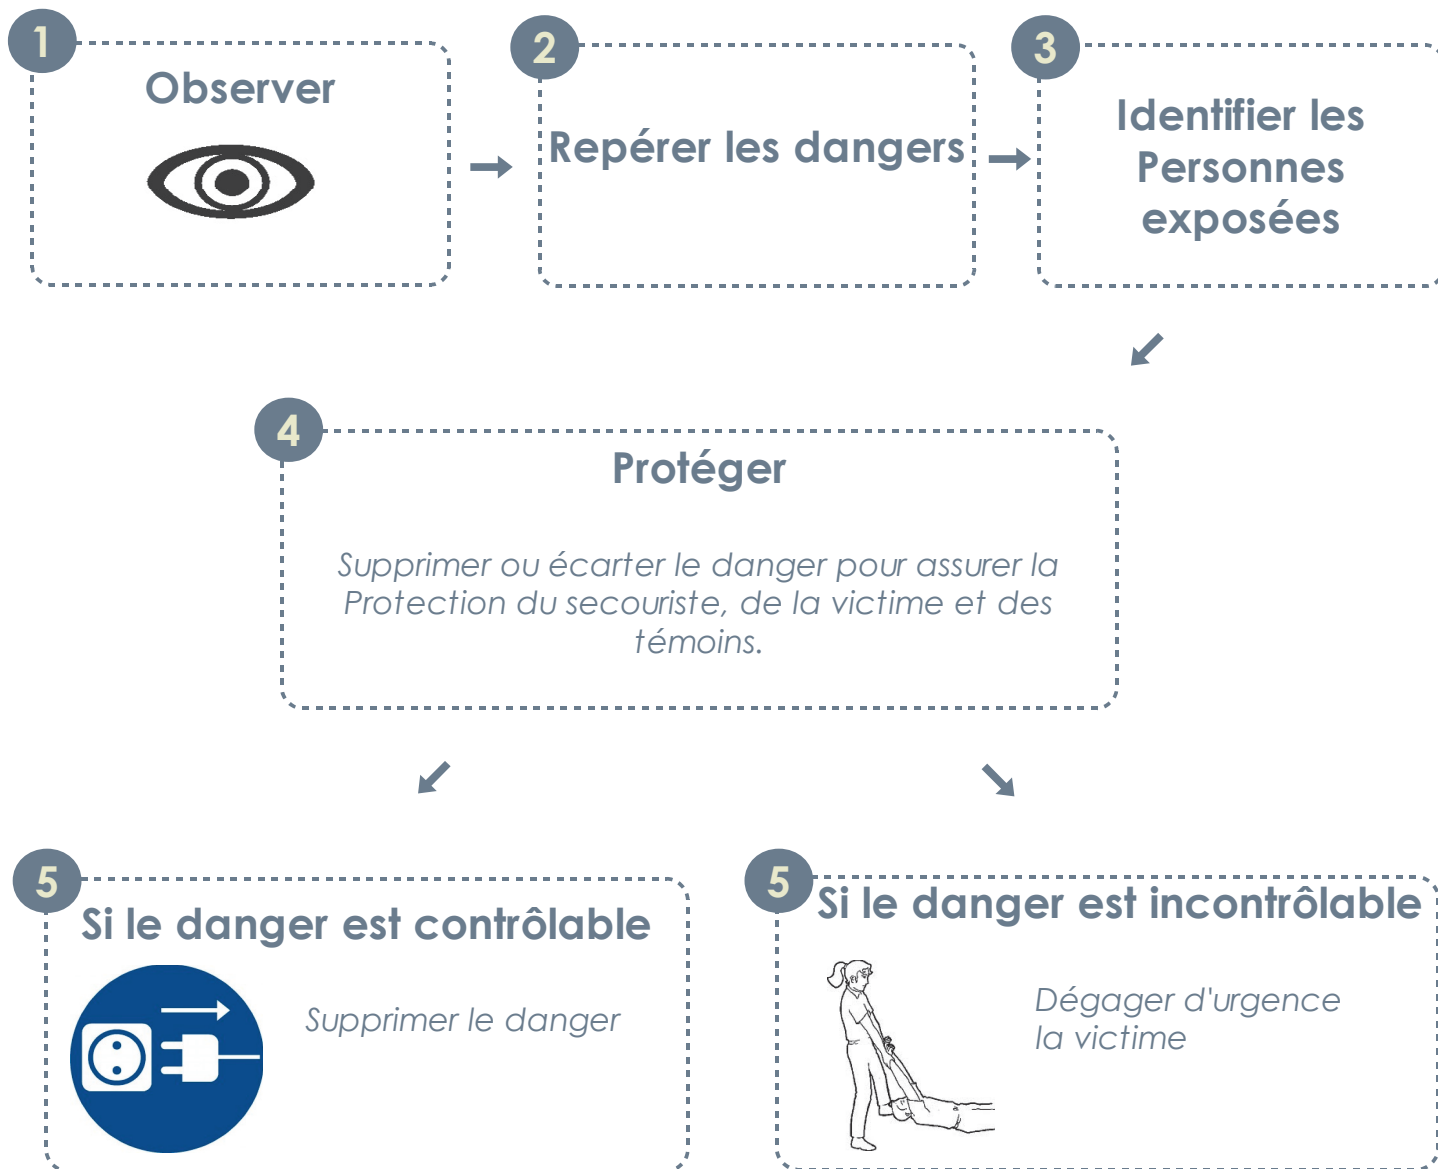 1
Observer
2
Repérer les dangers
3
Identifier les
Personnes
exposées
4
Protéger
Supprimer ou écarter le danger pour assurer la
Protection du secouriste, de la victime et des
témoins.
5
Si le danger est contrôlable
Supprimer le danger
5
Si le danger est incontrôlable
Dégager d'urgence
la victime